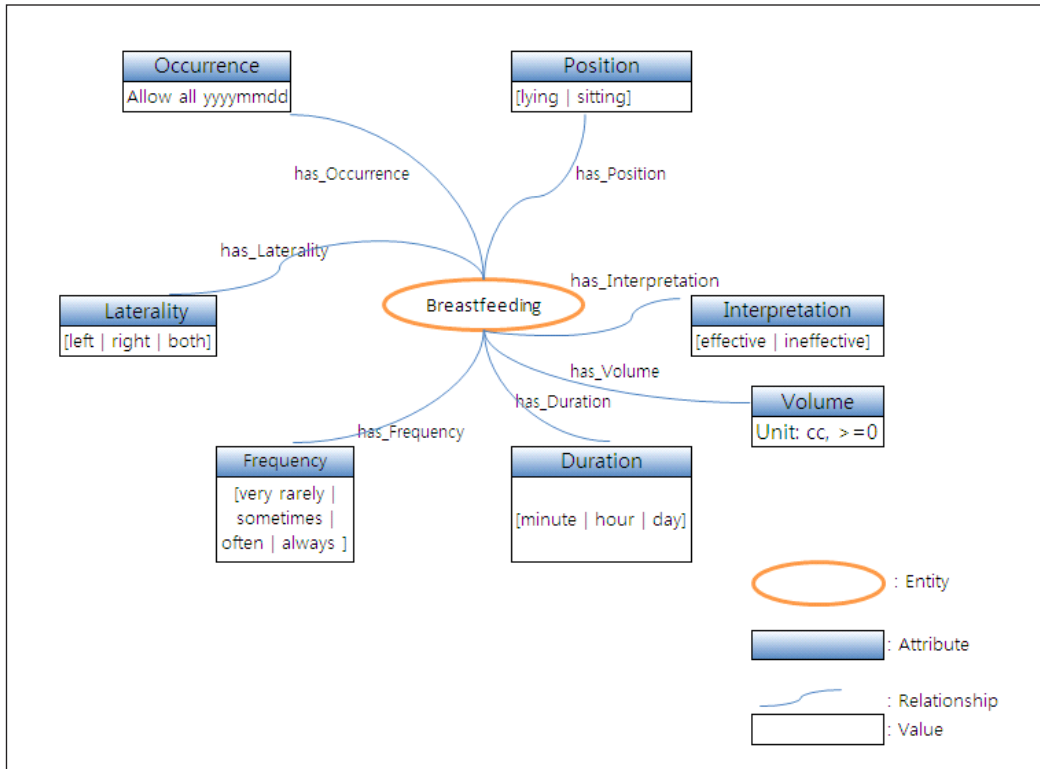 Occurrence
Allow all yyyymmdd
Position
[lying | sitting]
has_Occurrence
has_Position
has_Laterality
has_Interpretation
Laterality
[left | right | both]
Breastfeeding
Interpretation
[effective | ineffective]
has_Volume
has_Duration
Volume
Unit: cc, >=0
has_Frequency
Frequency
[very rarely |
sometimes |
often | always ]
Duration
[minute | hour | day]
: Entity
: Attribute
: Relationship
: Value